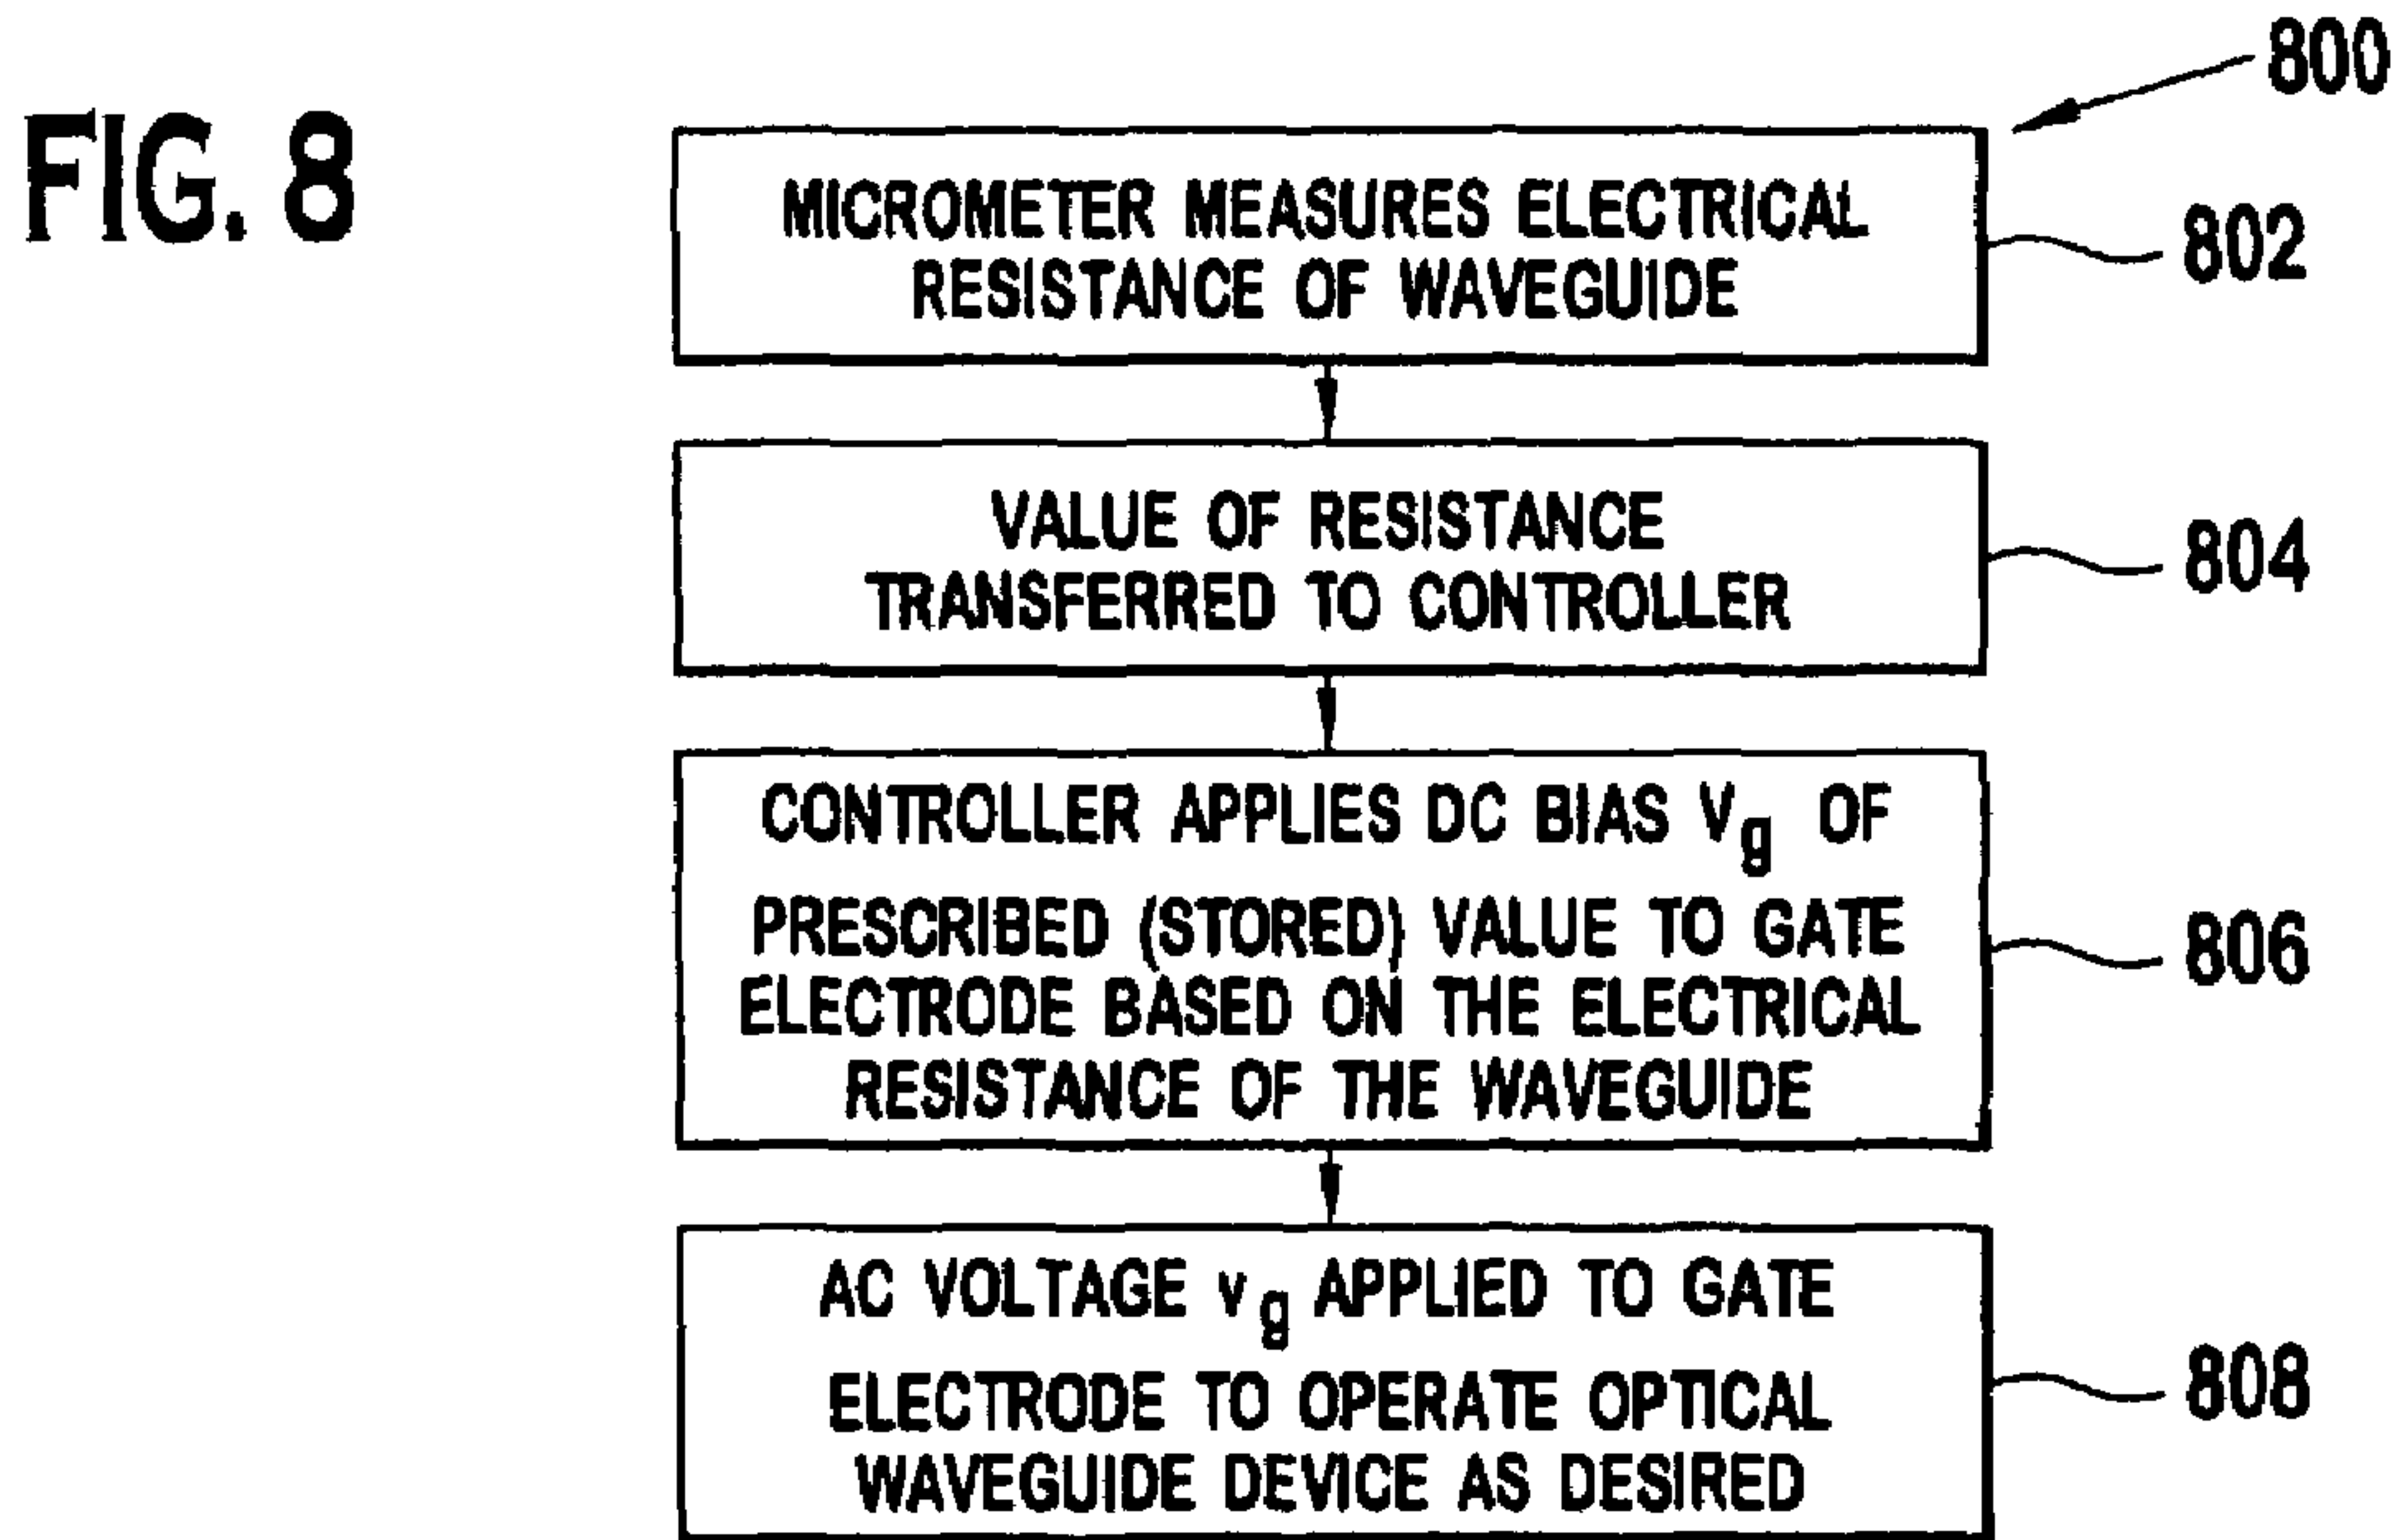 FIG. 8
800
MICROMETER MEASURES ELECTRICAL
RESISTANCE OF WAVEGUIDE
802
VALUE OF RESISTANCE
TRANSFERRED TO CONTROLLER
804
CONTROLLER APPLIES DC BIAS Vg OF
PRESCRIBED (STORED) VALUE TO GATE
ELECTRODE BASED ON THE ELECTRICAL
RESISTANCE OF THE WAVEGUIDE
806
AC VOLTAGE vg APPLIED TO GATE
ELECTRODE TO OPERATE OPTICAL
WAVEGUIDE DEVICE AS DESIRED
808